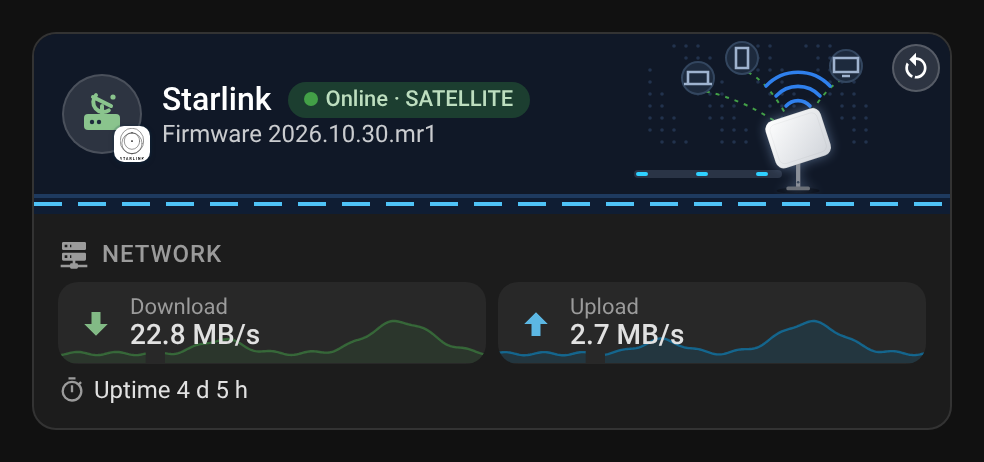 Starlink
Online · SATELLITE
Firmware 2026.10.30.mr1
STARLINK
NETWORK
Download
22.8 MB/s
Upload
2.7 MB/s
Uptime 4 d 5 h